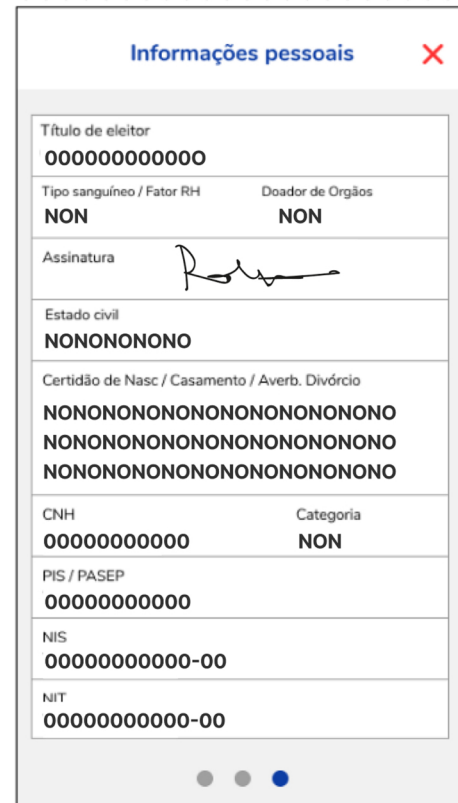 Informações pessoais
Título de eleitor
000000000000
Tipo sanguíneo / Fator RH Doador de Orgãos
NON NON
Assinatura
Estado civil
NONONONONO
Certidão de Nasc / Casamento / Averb. Divórcio
NONONONONONONONONONONONO
NONONONONONONONONONONONO
NONONONONONONONONONONONO
CNH Categoria
00000000000 NON
PIS / PASEP
00000000000
NIS
00000000000-00
NIT
00000000000-00